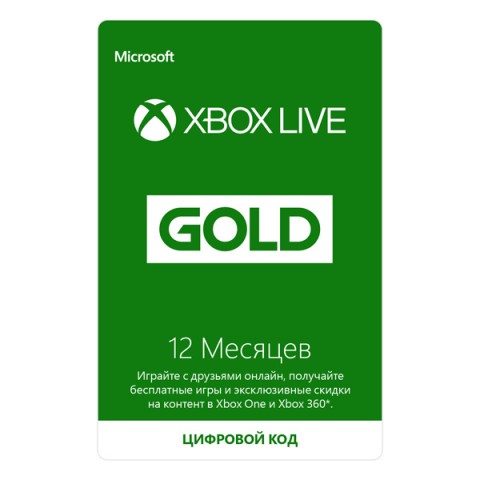 Microsoft
XBOX LIVE
GOLD
12 Месяцев
Играйте с друзьями онлайн, получайте
бесплатные игры и эксклюзивные скидки
на контент в Xbox One и Xbox 360*.
ЦИФРОВОЙ КОД